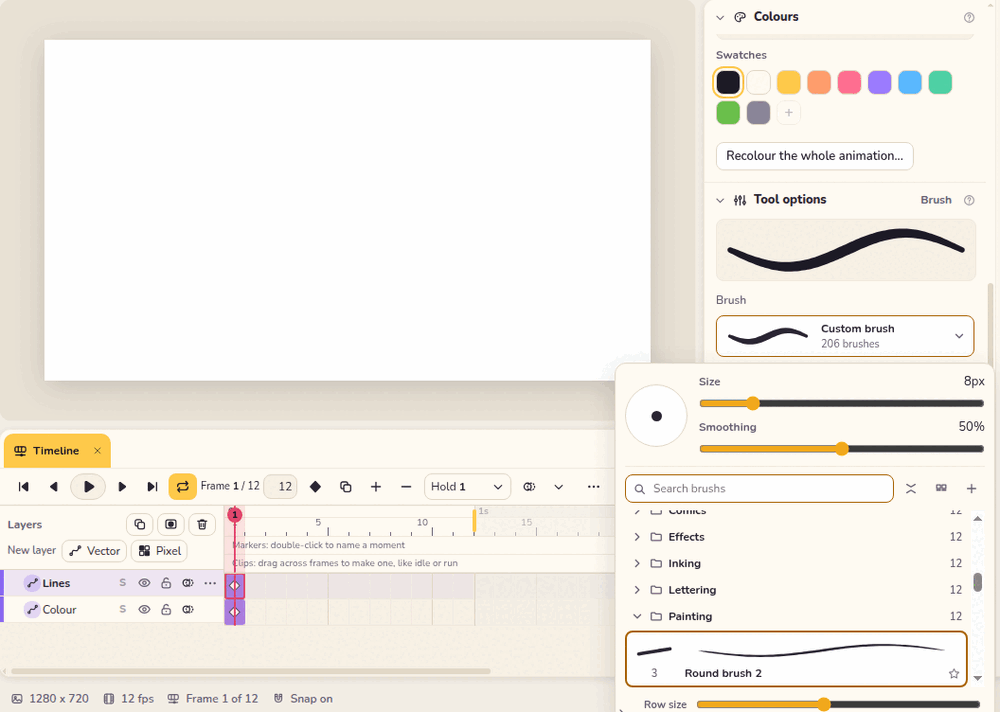 Colours
Swatches
+
Recolour the whole animation...
Tool options
Brush
Brush
Custom brush
206 brushes
Size
8px
Smoothing
50%
Search brushes
Comics
12
Effects
12
Inking
12
Lettering
12
Painting
12
3
Round brush 2
Row size
Timeline
Frame 1 / 12
12
Hold 1
Layers
New layer
Vector
Pixel
1
5
10
1s
15
Markers: double-click to name a moment
Clips: drag across frames to make one, like idle or run
Lines
S
Colour
S
1280 x 720
12 fps
Frame 1 of 12
Snap on